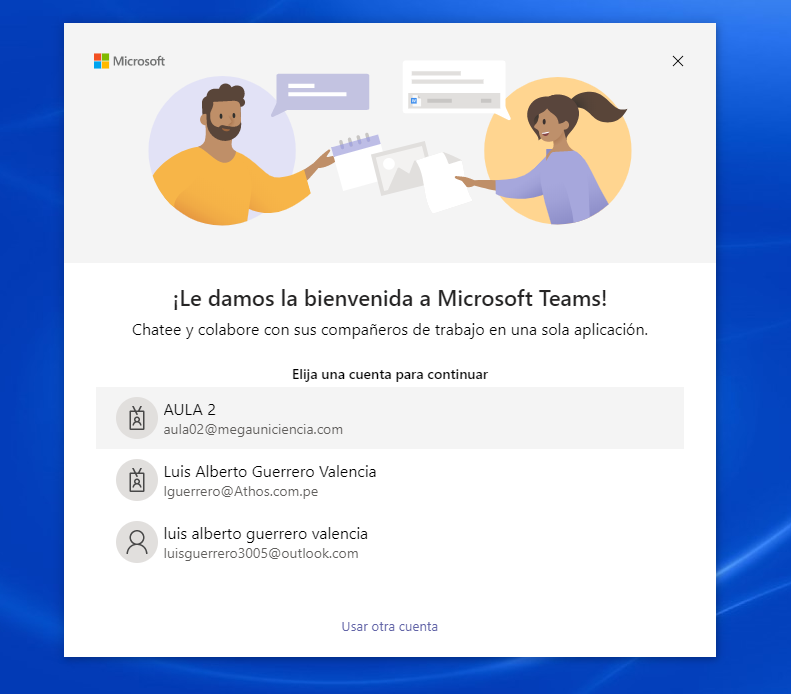 Microsoft
¡Le damos la bienvenida a Microsoft Teams!
Chatee y colabore con sus compañeros de trabajo en una sola aplicación.
Elija una cuenta para continuar
AULA 2
aula02@megauniciencia.com
Luis Alberto Guerrero Valencia
lguerrero@Athos.com.pe
luis alberto guerrero valencia
luisguerrero3005@outlook.com
Usar otra cuenta